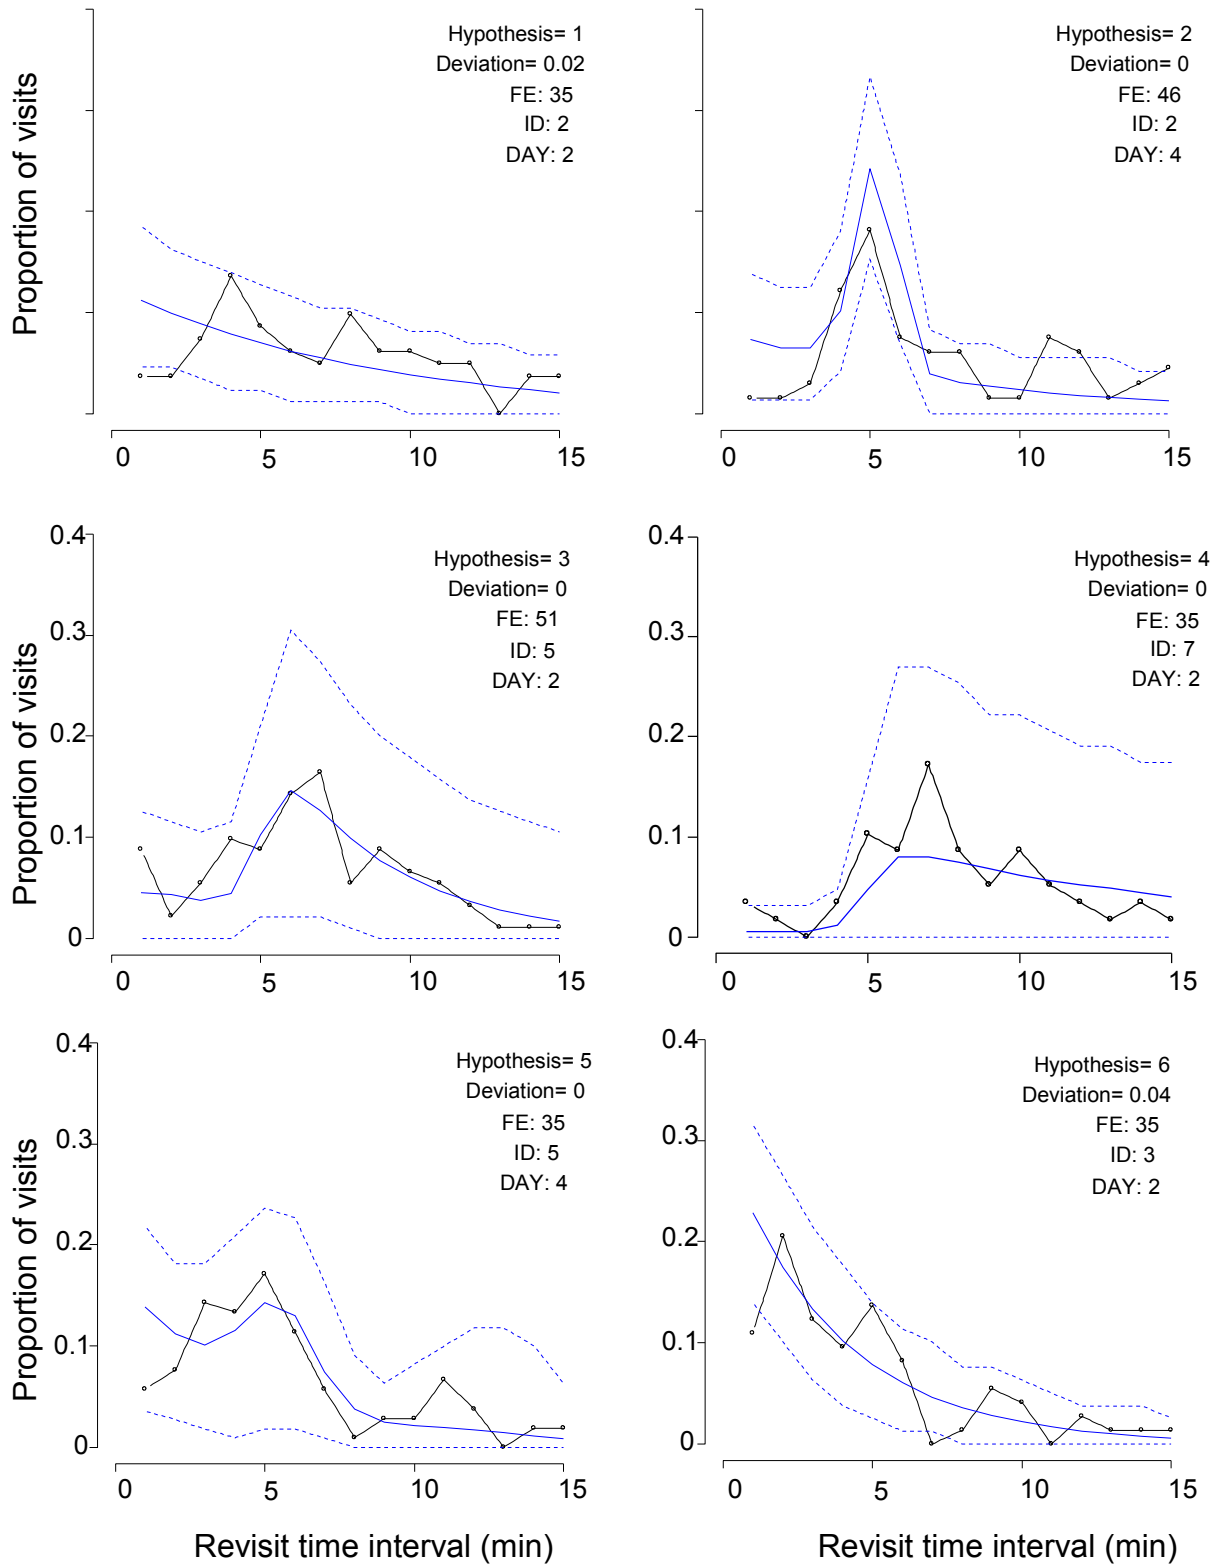 Proportion of visits
Hypothesis= 1
Deviation= 0.02
FE: 35
ID: 2
DAY: 2
0 5 10 15
Hypothesis= 2
Deviation= 0
FE: 46
ID: 2
DAY: 4
0 5 10 15
Proportion of visits
0.4
0.3
0.2
0.1
0
Hypothesis= 3
Deviation= 0
FE: 51
ID: 5
DAY: 2
0 5 10 15
0.4
0.3
0.2
0.1
0
Hypothesis= 4
Deviation= 0
FE: 35
ID: 7
DAY: 2
0 5 10 15
Proportion of visits
0.4
0.3
0.2
0.1
0
Hypothesis= 5
Deviation= 0
FE: 35
ID: 5
DAY: 4
0 5 10 15
Revisit time interval (min)
0.4
0.3
0.2
0.1
0
Hypothesis= 6
Deviation= 0.04
FE: 35
ID: 3
DAY: 2
0 5 10 15
Revisit time interval (min)